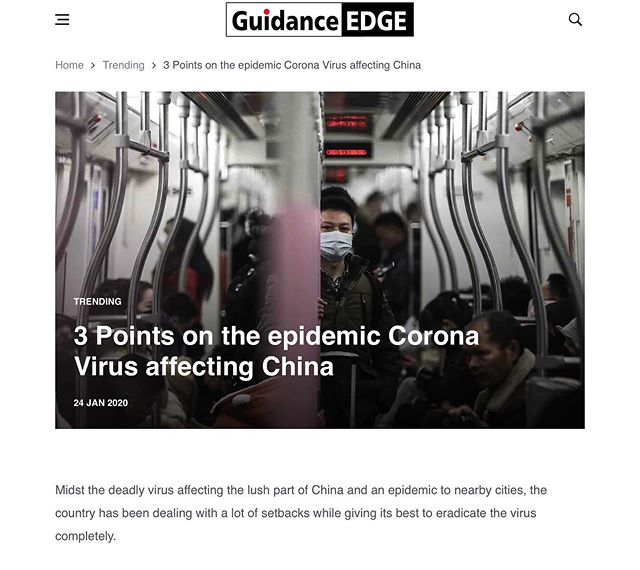 Guidance EDGE
Home > Trending > 3 Points on the epidemic Corona Virus affecting China
TRENDING
3 Points on the epidemic Corona
Virus affecting China
24 JAN 2020
Midst the deadly virus affecting the lush part of China and an epidemic to nearby cities, the
country has been dealing with a lot of setbacks while giving its best to eradicate the virus
completely.